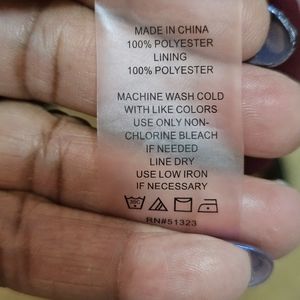 MADE IN CHINA
100% POLYESTER
LINING
100% POLYESTER
MACHINE WASH COLD
WITH LIKE COLORS
USE ONLY NON-
CHLORINE BLEACH
IF NEEDED
LINE DRY
USE LOW IRON
IF NECESSARY
RN#51323